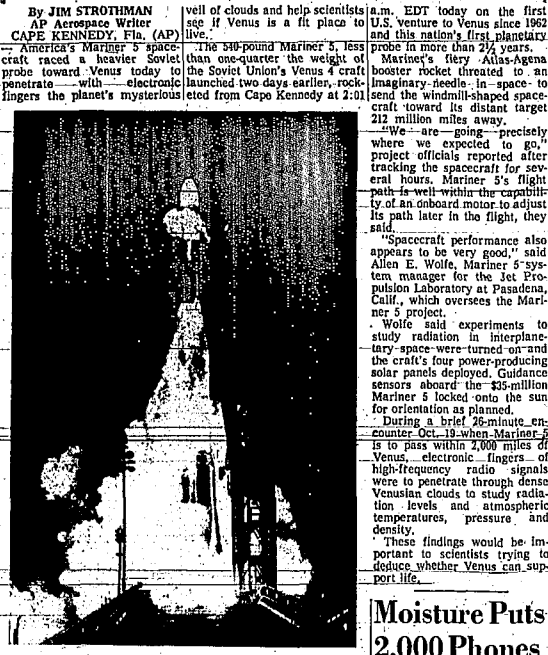 By JIM STROTHMAN
AP Aerospace Writer
CAPE KENNEDY, Fla. (AP)
— America's Mariner 5 space-
craft raced a heavier Soviet
probe toward Venus today to
penetrate with electronic
fingers the planet's mysterious
veil of clouds and help scientists
see if Venus is a fit place to
live.
The 540-pound Mariner 5, less
than one-quarter the weight of
the Soviet Union's Venus 4 craft
launched two days earlier, rock-
eted from Cape Kennedy at 2:01
a.m. EDT today on the first
U.S. venture to Venus since 1962
and this nation's first planetary
probe in more than 2½ years.
Mariner's fiery Atlas-Agena
booster rocket threaded an
imaginary needle in space to
send the windmill-shaped space-
craft toward its distant target
212 million miles away.
"We are going precisely
where we expected to go,"
project officials reported after
tracking the spacecraft for sev-
eral hours. Mariner 5's flight
path is well within the capabili-
ty of an onboard motor to adjust
its path later in the flight, they
said.
"Spacecraft performance also
appears to be very good," said
Allen E. Wolfe, Mariner 5 sys-
tem manager for the Jet Pro-
pulsion Laboratory at Pasadena,
Calif., which oversees the Mari-
ner 5 project.
Wolfe said experiments to
study radiation in interplane-
tary space were turned on and
the craft's four power-producing
solar panels deployed. Guidance
sensors aboard the $35-million
Mariner 5 locked onto the sun
for orientation as planned.
During a brief 26-minute en-
counter Oct. 19 when Mariner 5
is to pass within 2,000 miles of
Venus, electronic fingers of
high-frequency radio signals
were to penetrate through dense
Venusian clouds to study radia-
tion levels and atmospheric
temperatures, pressure and
density.
These findings would be im-
portant to scientists trying to
deduce whether Venus can sup-
port life.
Moisture Puts
2,000 Phones